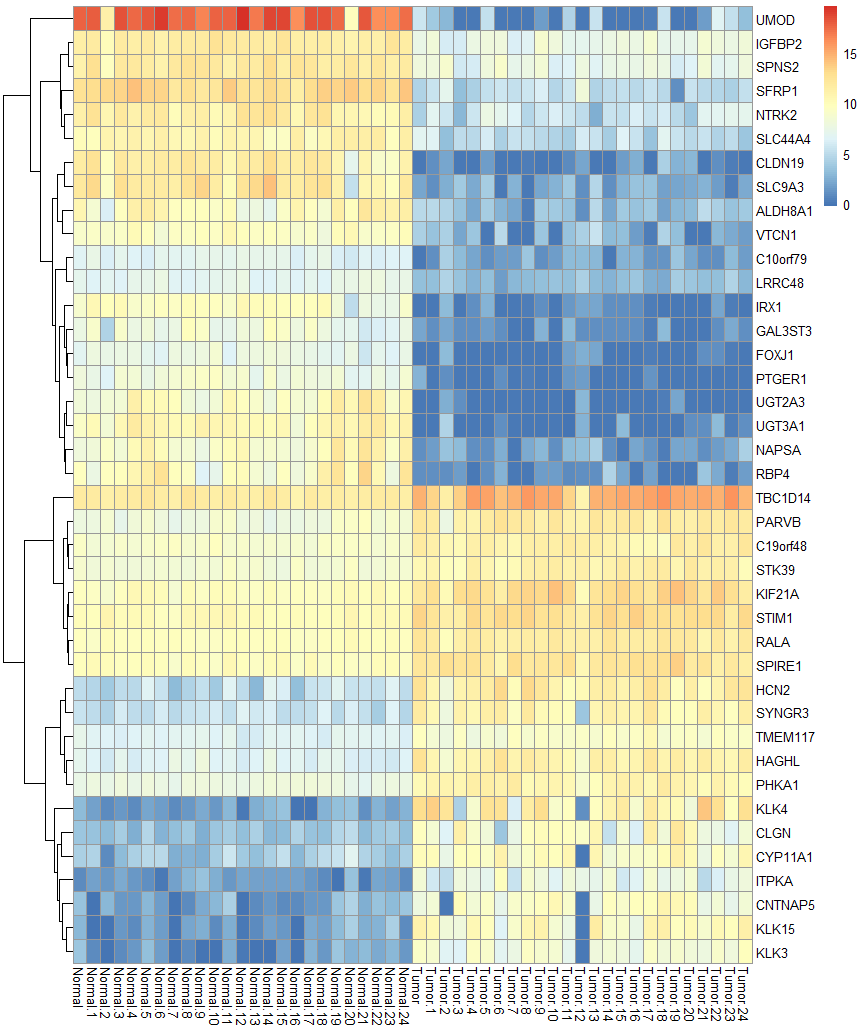 UMOD
IGFBP2
SPNS2
SFRP1
NTRK2
SLC44A4
CLDN19
SLC9A3
ALDH8A1
VTCN1
C10orf79
LRRC48
IRX1
GAL3ST3
FOXJ1
PTGER1
UGT2A3
UGT3A1
NAPSA
RBP4
TBC1D14
PARVB
C19orf48
STK39
KIF21A
STIM1
RALA
SPIRE1
HCN2
SYNGR3
TMEM117
HAGHL
PHKA1
KLK4
CLGN
CYP11A1
ITPKA
CNTNAP5
KLK15
KLK3
15
10
5
0
Normal
Normal.1
Normal.2
Normal.3
Normal.4
Normal.5
Normal.6
Normal.7
Normal.8
Normal.9
Normal.10
Normal.11
Normal.12
Normal.13
Normal.14
Normal.15
Normal.16
Normal.17
Normal.18
Normal.19
Normal.20
Normal.21
Normal.22
Normal.23
Normal.24
Tumor
Tumor.1
Tumor.2
Tumor.3
Tumor.4
Tumor.5
Tumor.6
Tumor.7
Tumor.8
Tumor.9
Tumor.10
Tumor.11
Tumor.12
Tumor.13
Tumor.14
Tumor.15
Tumor.16
Tumor.17
Tumor.18
Tumor.19
Tumor.20
Tumor.21
Tumor.22
Tumor.23
Tumor.24